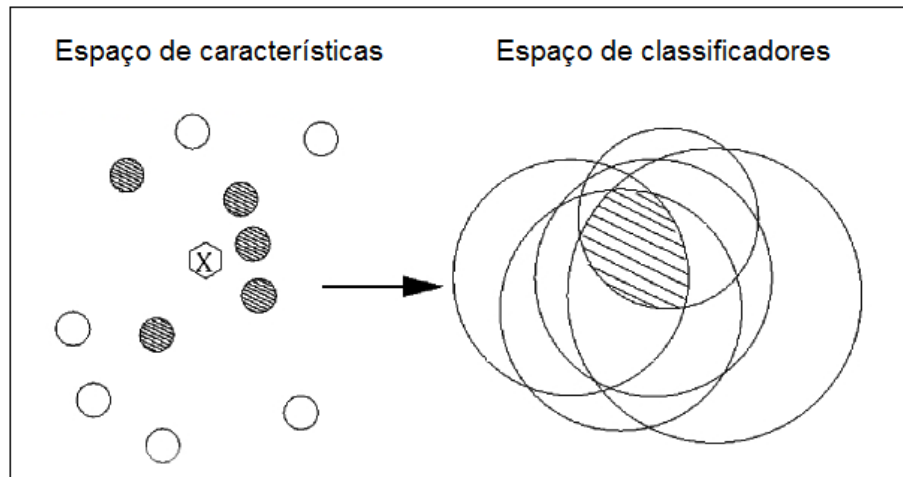 Espaço de características
Espaço de classificadores
X